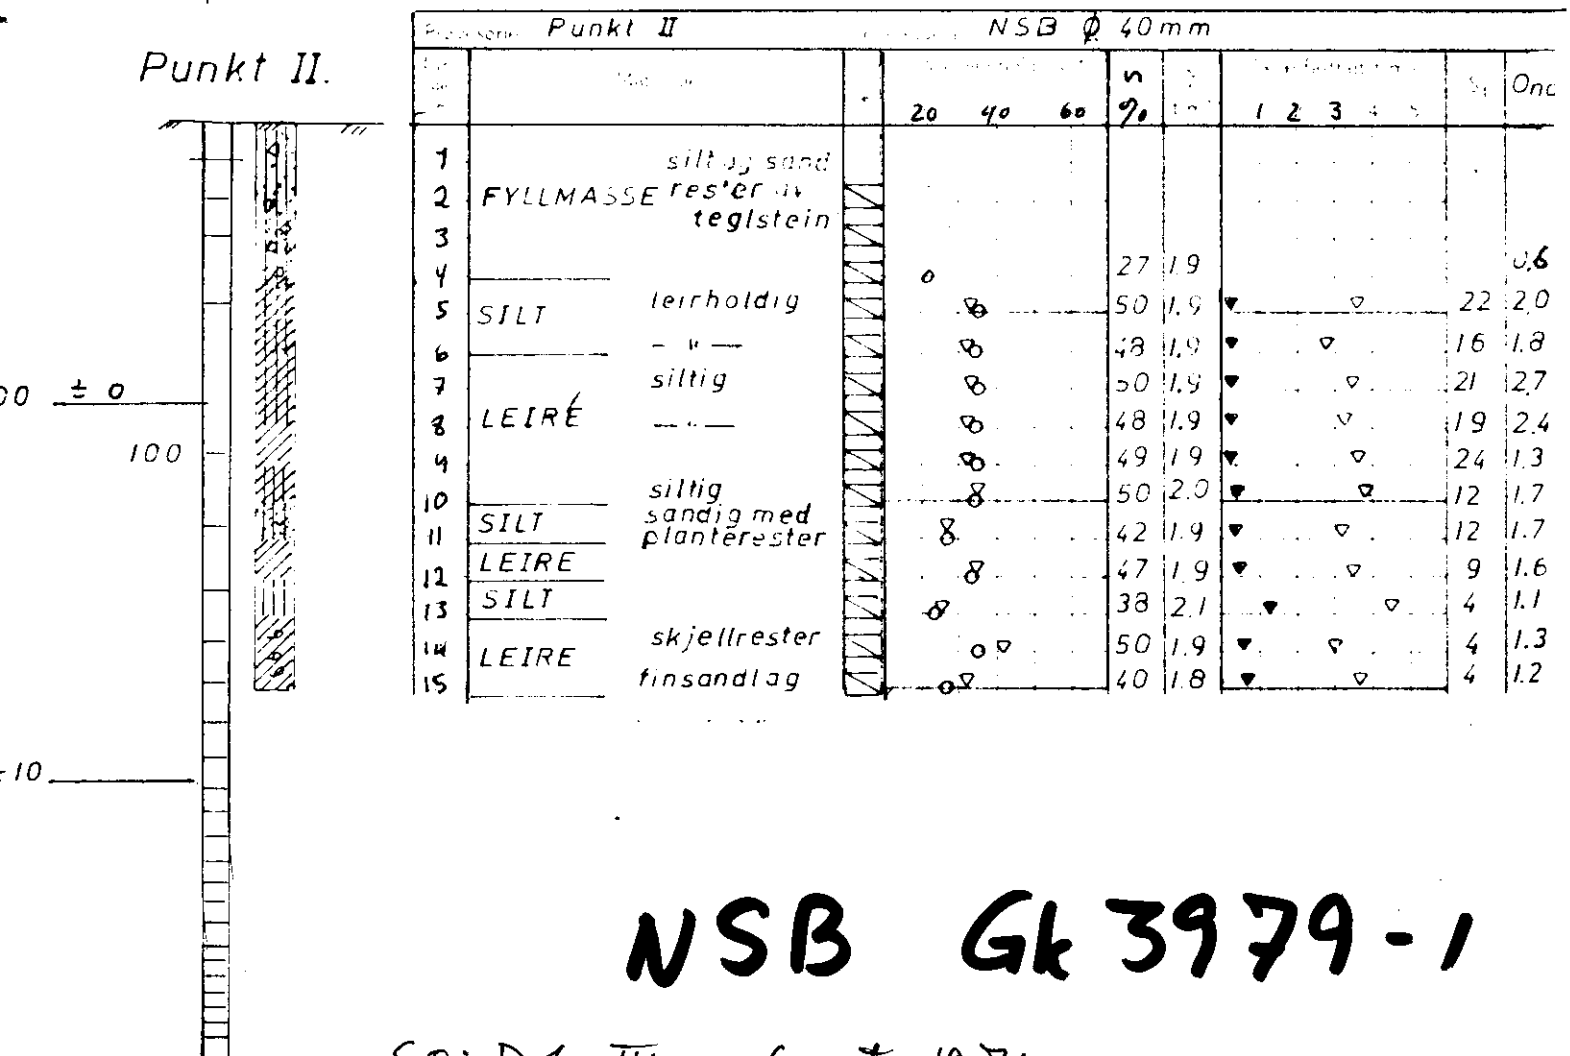 Punkt II NSB Ø 40mm
Punkt II.
n Ona
20 40 60 % 1 2 3 4 5
1 silt og sand
2 FYLLMASSE rester av
teglstein
3
4 27 1.9 0.6
5 SILT leirholdig 50 1.9 22 2.0
6 - " - 48 1.9 16 1.8
7 siltig 50 1.9 21 2.7
± 0
8 LEIRE - " - 48 1.9 19 2.4
100
9 49 1.9 24 1.3
10 siltig 50 2.0 12 1.7
11 SILT sandig med 42 1.9 12 1.7
planterester
12 LEIRE 47 1.9 9 1.6
13 SILT 38 2.1 4 1.1
14 LEIRE skjellrester 50 1.9 4 1.3
15 finsandlag 40 1.8 4 1.2
-10
NSB Gk 3979-1